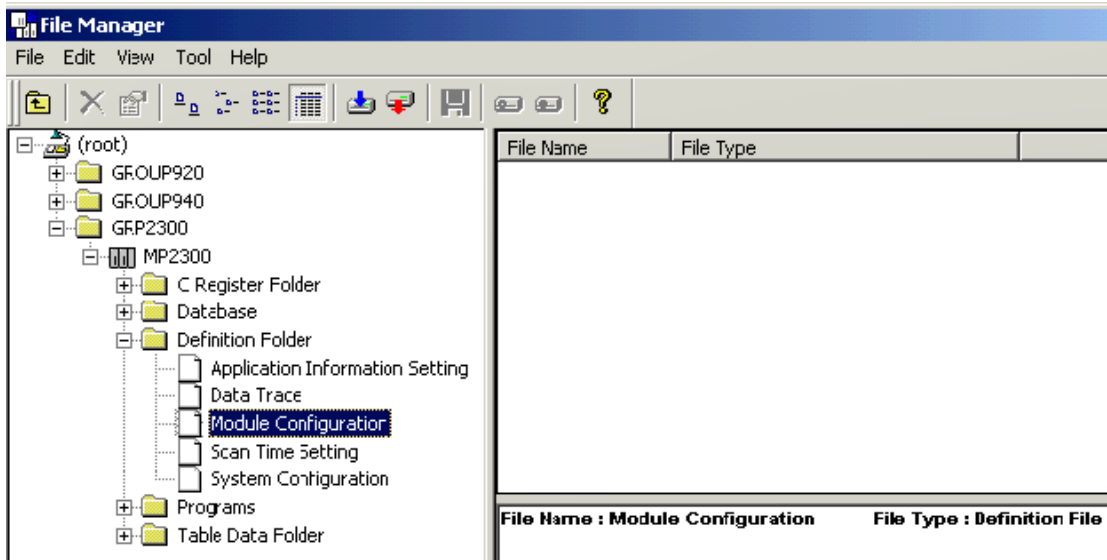 File Manager
File Edit View Tool Help
(root)
GROUP920
GROUP940
GRP2300
MP2300
C Register Folder
Database
Definition Folder
Application Information Setting
Data Trace
Module Configuration
Scan Time Setting
System Configuration
Programs
Table Data Folder
File Name File Type
File Name : Module Configuration File Type : Definition File